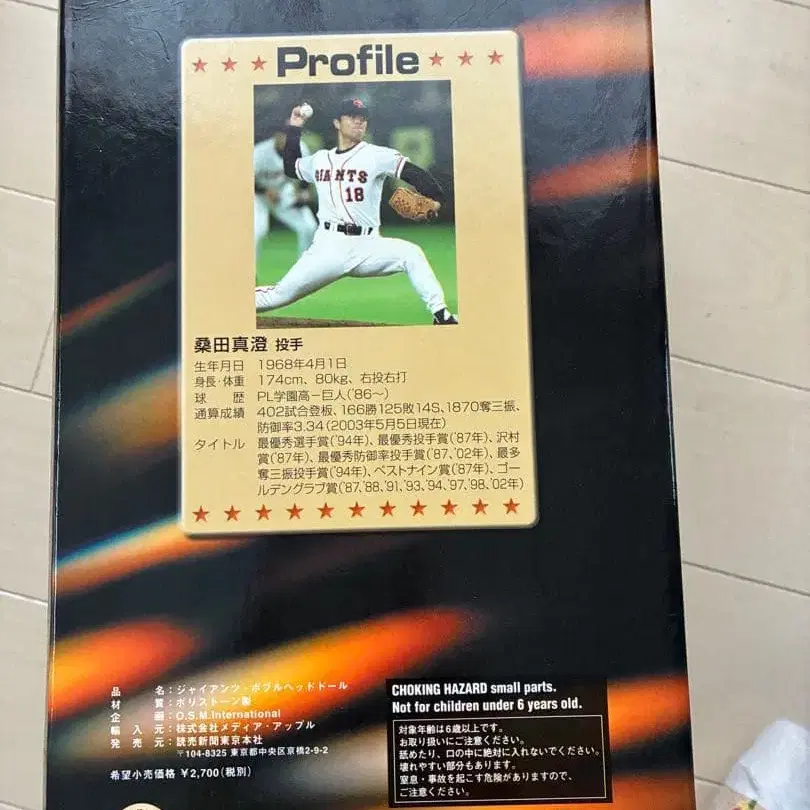 Profile
GIANTS
18
桑田真澄 投手
生年月日 1968年4月1日
身長・体重 174cm、80kg、右投右打
球歴 PL学園高－巨人('86～)
通算成績 402試合登板、166勝125敗14S、1870奪三振、
防御率3.34(2003年5月5日現在)
タイトル 最優秀選手賞('94年)、最優秀投手賞('87年)、沢村
賞('87年)、最優秀防御率投手賞('87、'02年)、最多
奪三振投手賞('94年)、ベストナイン賞('87年)、ゴー
ルデングラブ賞('87、'88、'91、'93、'94、'97、'98、'02年)
品名：ジャイアンツ・ボブルヘッドドール
材質：ポリストーン製
企画：O.S.M.International
輸入元：株式会社メディア・アップル
発売元：読売新聞東京本社
〒104-8325 東京都中央区京橋2-9-2
希望小売価格 ¥2,700(税別)
CHOKING HAZARD small parts.
Not for children under 6 years old.
対象年齢は6歳以上です。
お取り扱いにご注意ください。
舐めたり、口の中に絶対に入れないでください。
壊れやすい部分もあります。
窒息・事故を起こす危険がありますので、
ご注意ください。